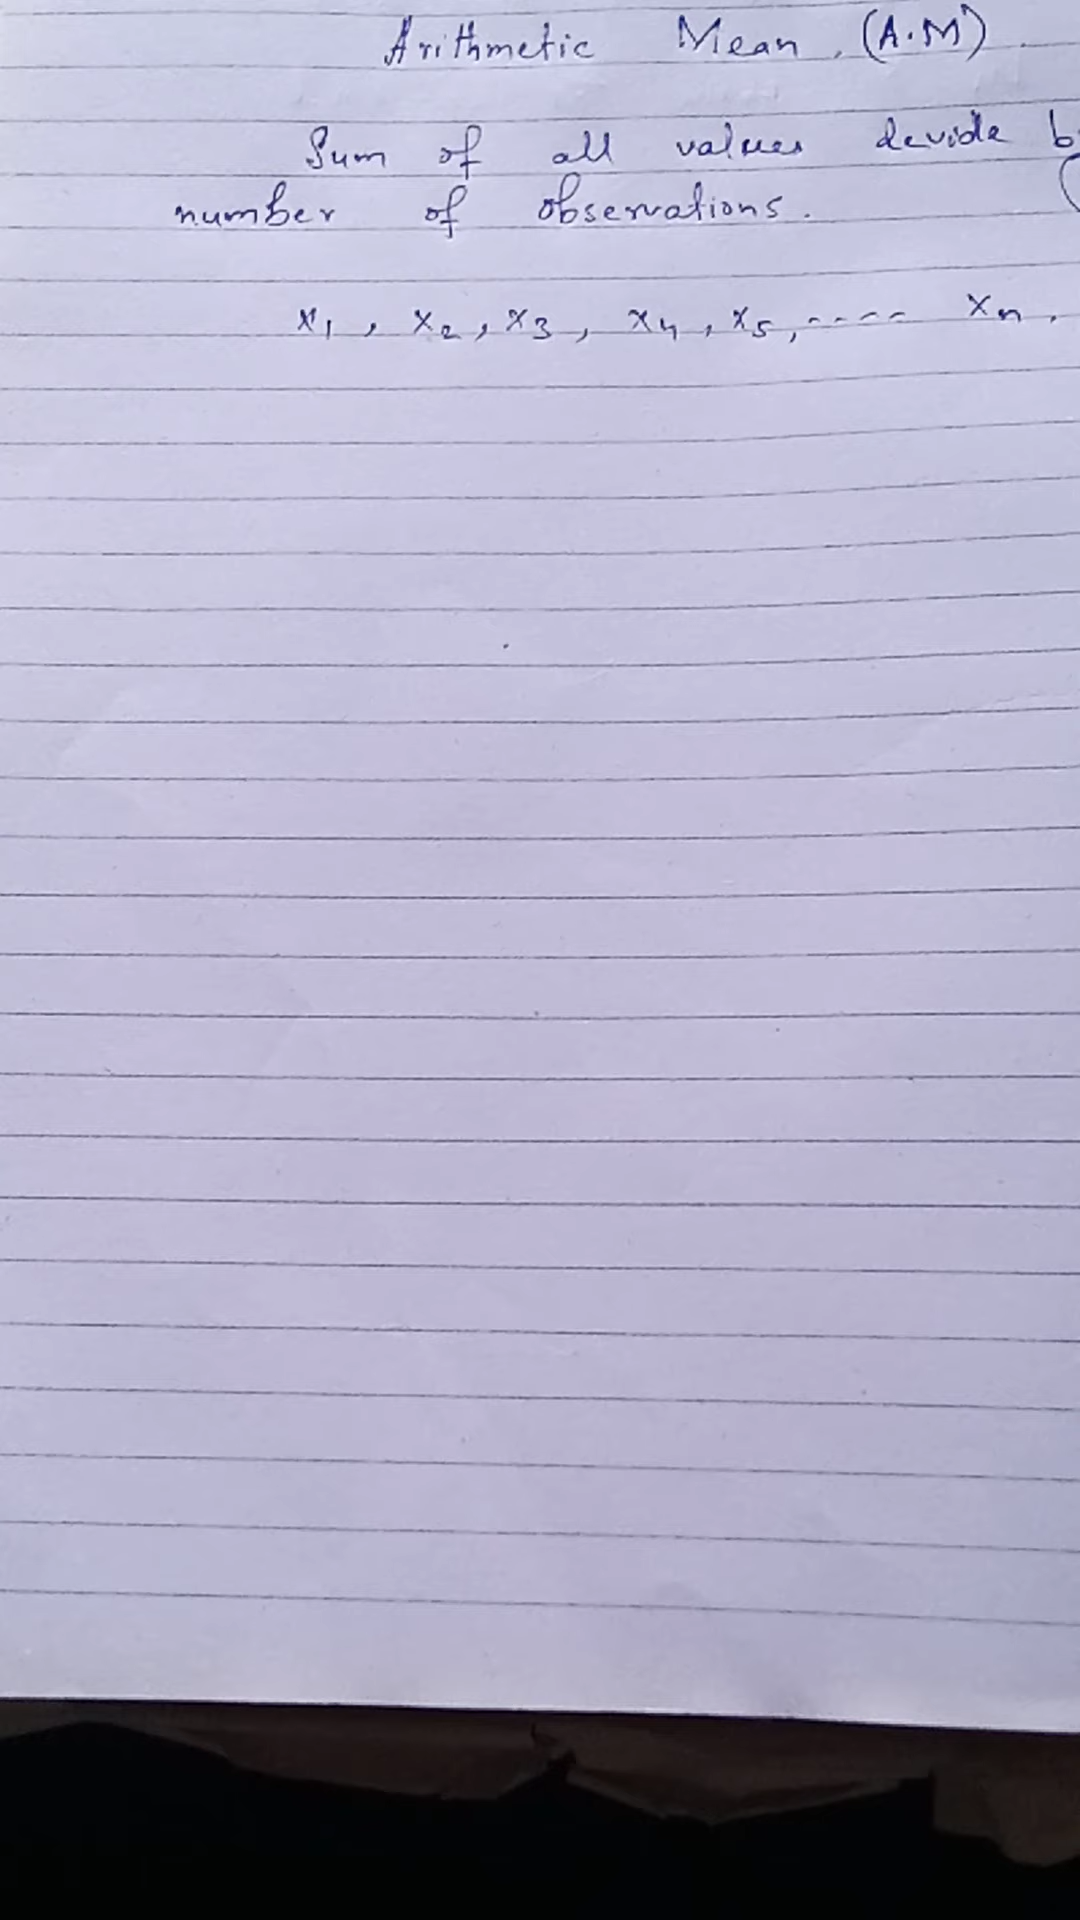 Arithmetic Mean. (A.M).
Sum of all values devide
number of observations.
x1, x2, x3, x4, x5, ---- xn.